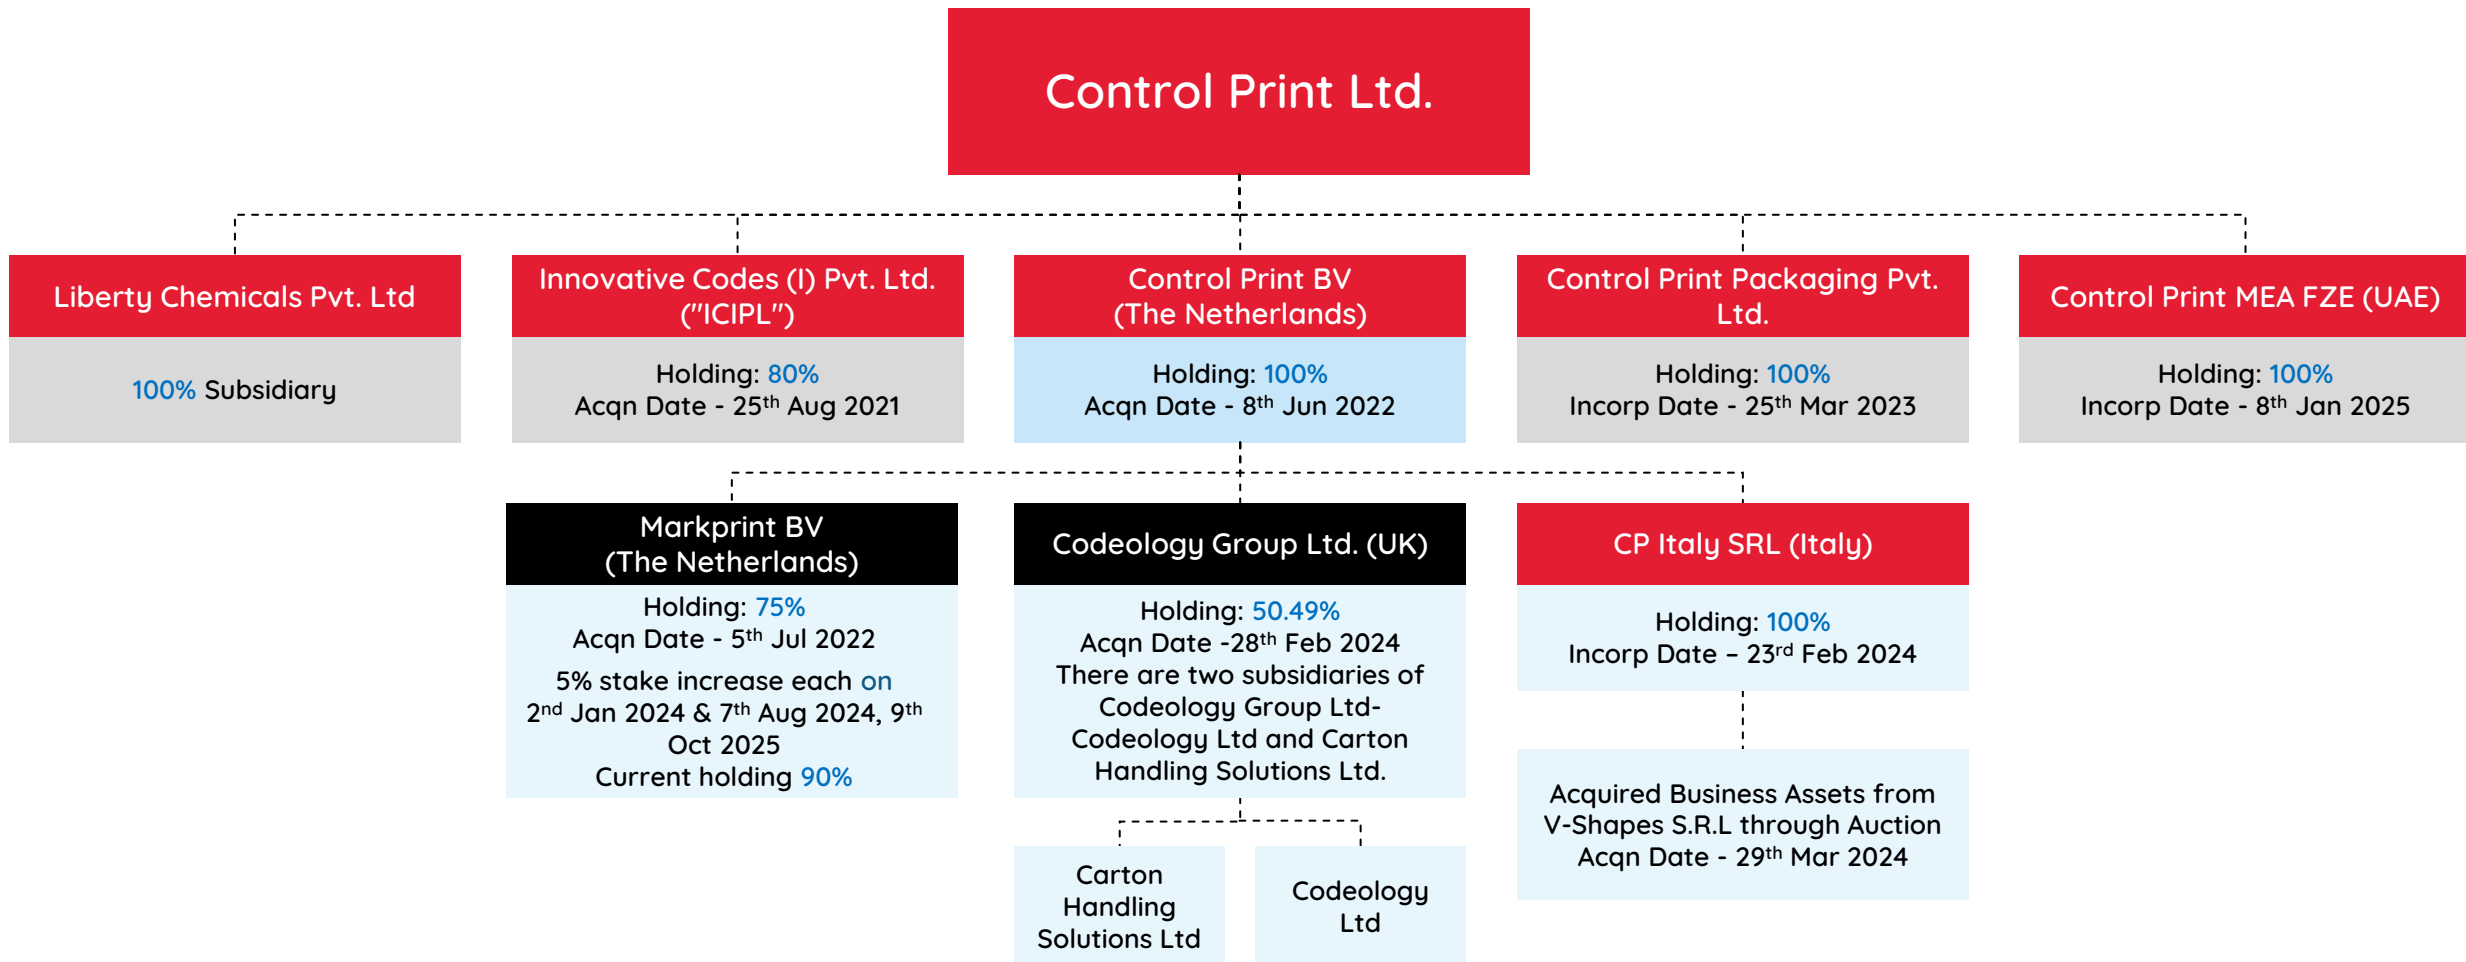 Control Print Ltd.
Liberty Chemicals Pvt. Ltd
100% Subsidiary
Innovative Codes (I) Pvt. Ltd.
("ICIPL")
Holding: 80%
Acqn Date - 25th Aug 2021
Control Print BV
(The Netherlands)
Holding: 100%
Acqn Date - 8th Jun 2022
Control Print Packaging Pvt.
Ltd.
Holding: 100%
Incorp Date - 25th Mar 2023
Control Print MEA FZE (UAE)
Holding: 100%
Incorp Date - 8th Jan 2025
Markprint BV
(The Netherlands)
Holding: 75%
Acqn Date - 5th Jul 2022
5% stake increase each on
2nd Jan 2024 & 7th Aug 2024, 9th
Oct 2025
Current holding 90%
Codeology Group Ltd. (UK)
Holding: 50.49%
Acqn Date -28th Feb 2024
There are two subsidiaries of
Codeology Group Ltd-
Codeology Ltd and Carton
Handling Solutions Ltd.
CP Italy SRL (Italy)
Holding: 100%
Incorp Date – 23rd Feb 2024
Acquired Business Assets from
V-Shapes S.R.L through Auction
Acqn Date - 29th Mar 2024
Carton
Handling
Solutions Ltd
Codeology
Ltd